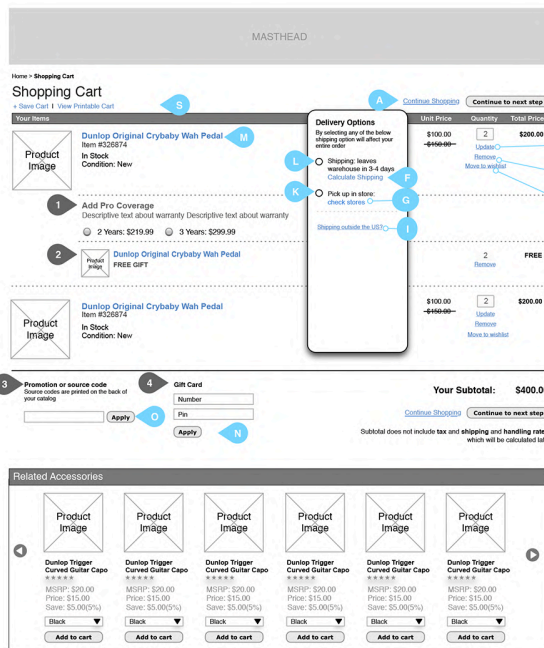 MASTHEAD
Home > Shopping Cart
Shopping Cart
+ Save Cart | View Printable Cart
S
A
Continue Shopping
Continue to next step
Your Items
Unit Price
Quantity
Total Price
Product
Image
Dunlop Original Crybaby Wah Pedal
M
Item #326874
In Stock
Condition: New
Delivery Options
By selecting any of the below
shipping option will affect your
entire order
L
Shipping: leaves
warehouse in 3-4 days
Calculate Shipping
F
K
Pick up in store:
check stores
G
Shipping outside the US?
I
$100.00
$150.00
2
Update
Remove
Move to wishlist
$200.00
1
Add Pro Coverage
Descriptive text about warranty Descriptive text about warranty
2 Years: $219.99
3 Years: $299.99
2
Product
Image
Dunlop Original Crybaby Wah Pedal
FREE GIFT
2
Remove
FREE
Product
Image
Dunlop Original Crybaby Wah Pedal
Item #326874
In Stock
Condition: New
$100.00
$150.00
2
Update
Remove
Move to wishlist
$200.00
3
Promotion or source code
Source codes are printed on the back of
your catalog
Apply
O
4
Gift Card
Number
Pin
Apply
N
Your Subtotal:
$400.00
Continue Shopping
Continue to next step
Subtotal does not include tax and shipping and handling rate
which will be calculated lat
Related Accessories
Product
Image
Product
Image
Product
Image
Product
Image
Product
Image
Product
Image
Dunlop Trigger
Curved Guitar Capo
*****
MSRP: $20.00
Price: $15.00
Save: $5.00(5%)
Black
Add to cart
Dunlop Trigger
Curved Guitar Capo
*****
MSRP: $20.00
Price: $15.00
Save: $5.00(5%)
Black
Add to cart
Dunlop Trigger
Curved Guitar Capo
*****
MSRP: $20.00
Price: $15.00
Save: $5.00(5%)
Black
Add to cart
Dunlop Trigger
Curved Guitar Capo
*****
MSRP: $20.00
Price: $15.00
Save: $5.00(5%)
Black
Add to cart
Dunlop Trigger
Curved Guitar Capo
*****
MSRP: $20.00
Price: $15.00
Save: $5.00(5%)
Black
Add to cart
Dunlop Trigger
Curved Guitar Capo
*****
MSRP: $20.00
Price: $15.00
Save: $5.00(5%)
Black
Add to cart